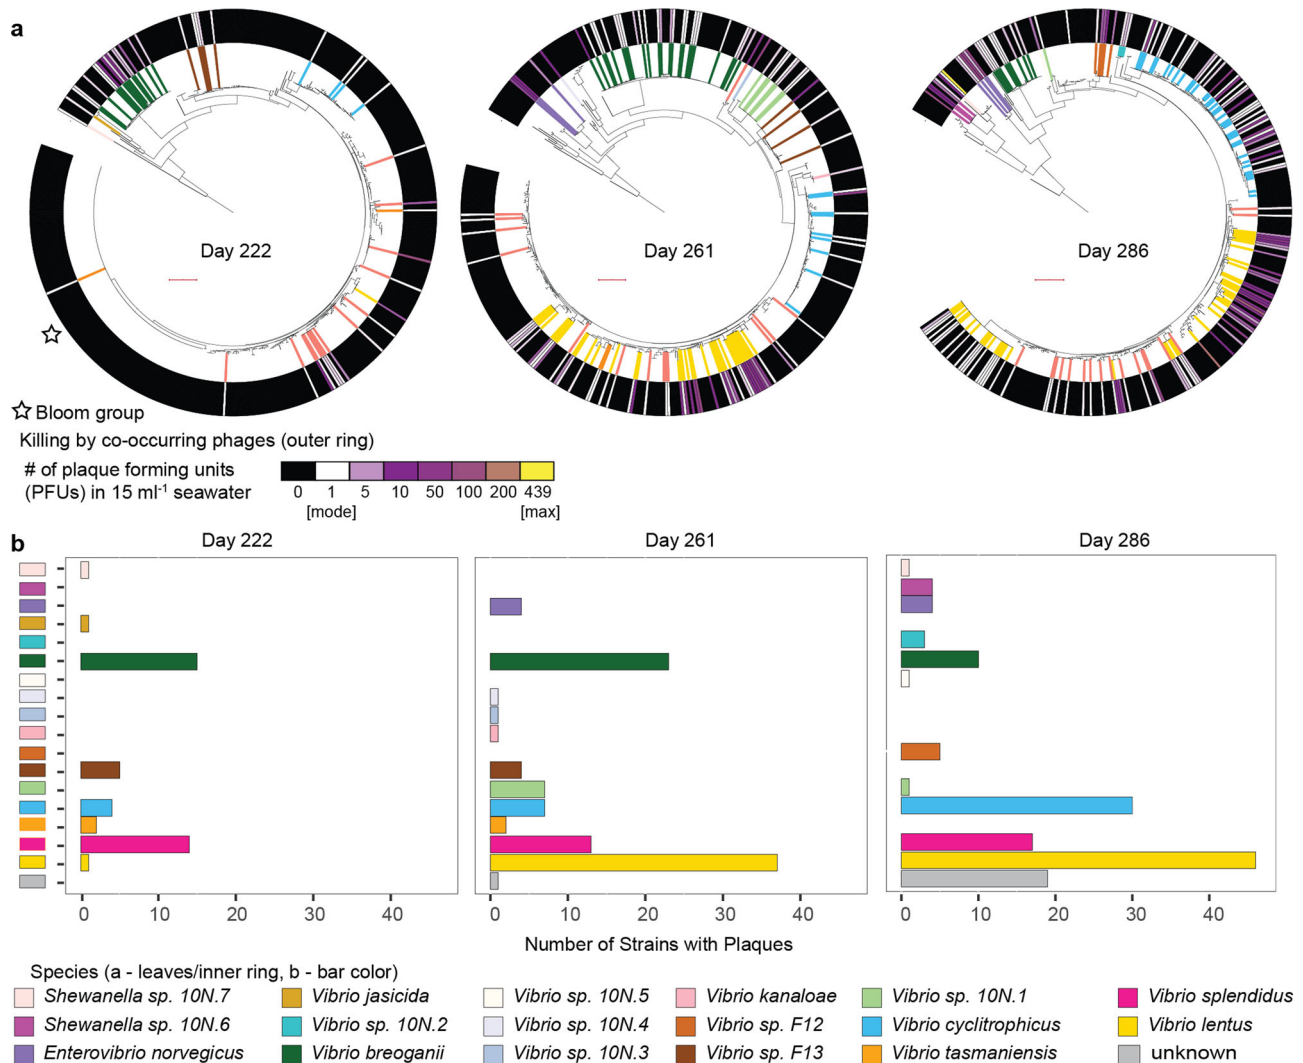 a
Day 222
Day 261
Day 286
☆ Bloom group
Killing by co-occurring phages (outer ring)
# of plaque forming units
(PFUs) in 15 ml⁻¹ seawater
0 1 5 10 50 100 200 439
[mode] [max]
b
Day 222 Day 261 Day 286
0 10 20 30 40 0 10 20 30 40 0 10 20 30 40
Number of Strains with Plaques
Species (a - leaves/inner ring, b - bar color)
Shewanella sp. 10N.7 Vibrio jasicida Vibrio sp. 10N.5 Vibrio kanaloae Vibrio sp. 10N.1 Vibrio splendidus
Shewanella sp. 10N.6 Vibrio sp. 10N.2 Vibrio sp. 10N.4 Vibrio sp. F12 Vibrio cyclitrophicus Vibrio lentus
Enterovibrio norvegicus Vibrio breoganii Vibrio sp. 10N.3 Vibrio sp. F13 Vibrio tasmaniensis unknown